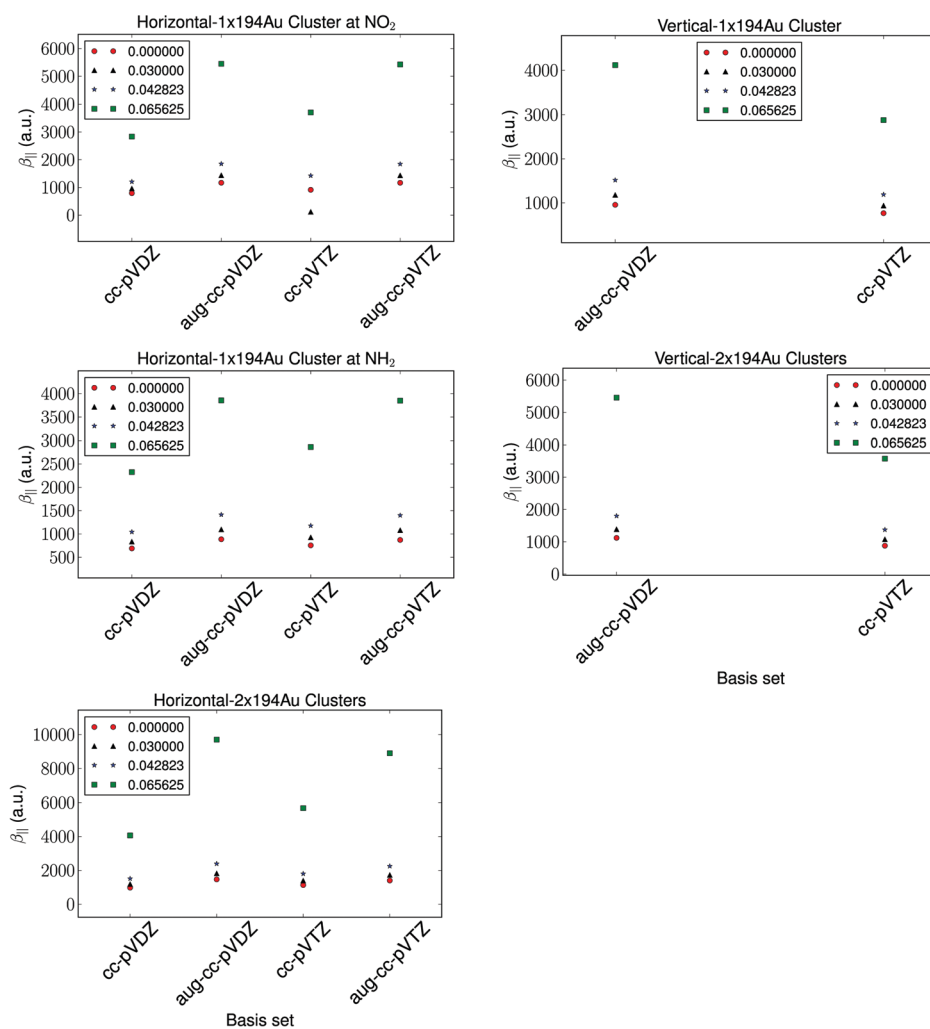 Horizontal-1x194Au Cluster at NO₂
β|| (a.u.)
6000
5000
4000
3000
2000
1000
0
0.000000
0.030000
0.042823
0.065625
cc-pVDZ
aug-cc-pVDZ
cc-pVTZ
aug-cc-pVTZ
Vertical-1x194Au Cluster
β|| (a.u.)
4000
3000
2000
1000
0.000000
0.030000
0.042823
0.065625
aug-cc-pVDZ
cc-pVTZ
Horizontal-1x194Au Cluster at NH₂
β|| (a.u.)
4000
3500
3000
2500
2000
1500
1000
500
0.000000
0.030000
0.042823
0.065625
cc-pVDZ
aug-cc-pVDZ
cc-pVTZ
aug-cc-pVTZ
Vertical-2x194Au Clusters
β|| (a.u.)
6000
5000
4000
3000
2000
1000
0
0.000000
0.030000
0.042823
0.065625
aug-cc-pVDZ
cc-pVTZ
Basis set
Horizontal-2x194Au Clusters
β|| (a.u.)
10000
8000
6000
4000
2000
0
0.000000
0.030000
0.042823
0.065625
cc-pVDZ
aug-cc-pVDZ
cc-pVTZ
aug-cc-pVTZ
Basis set